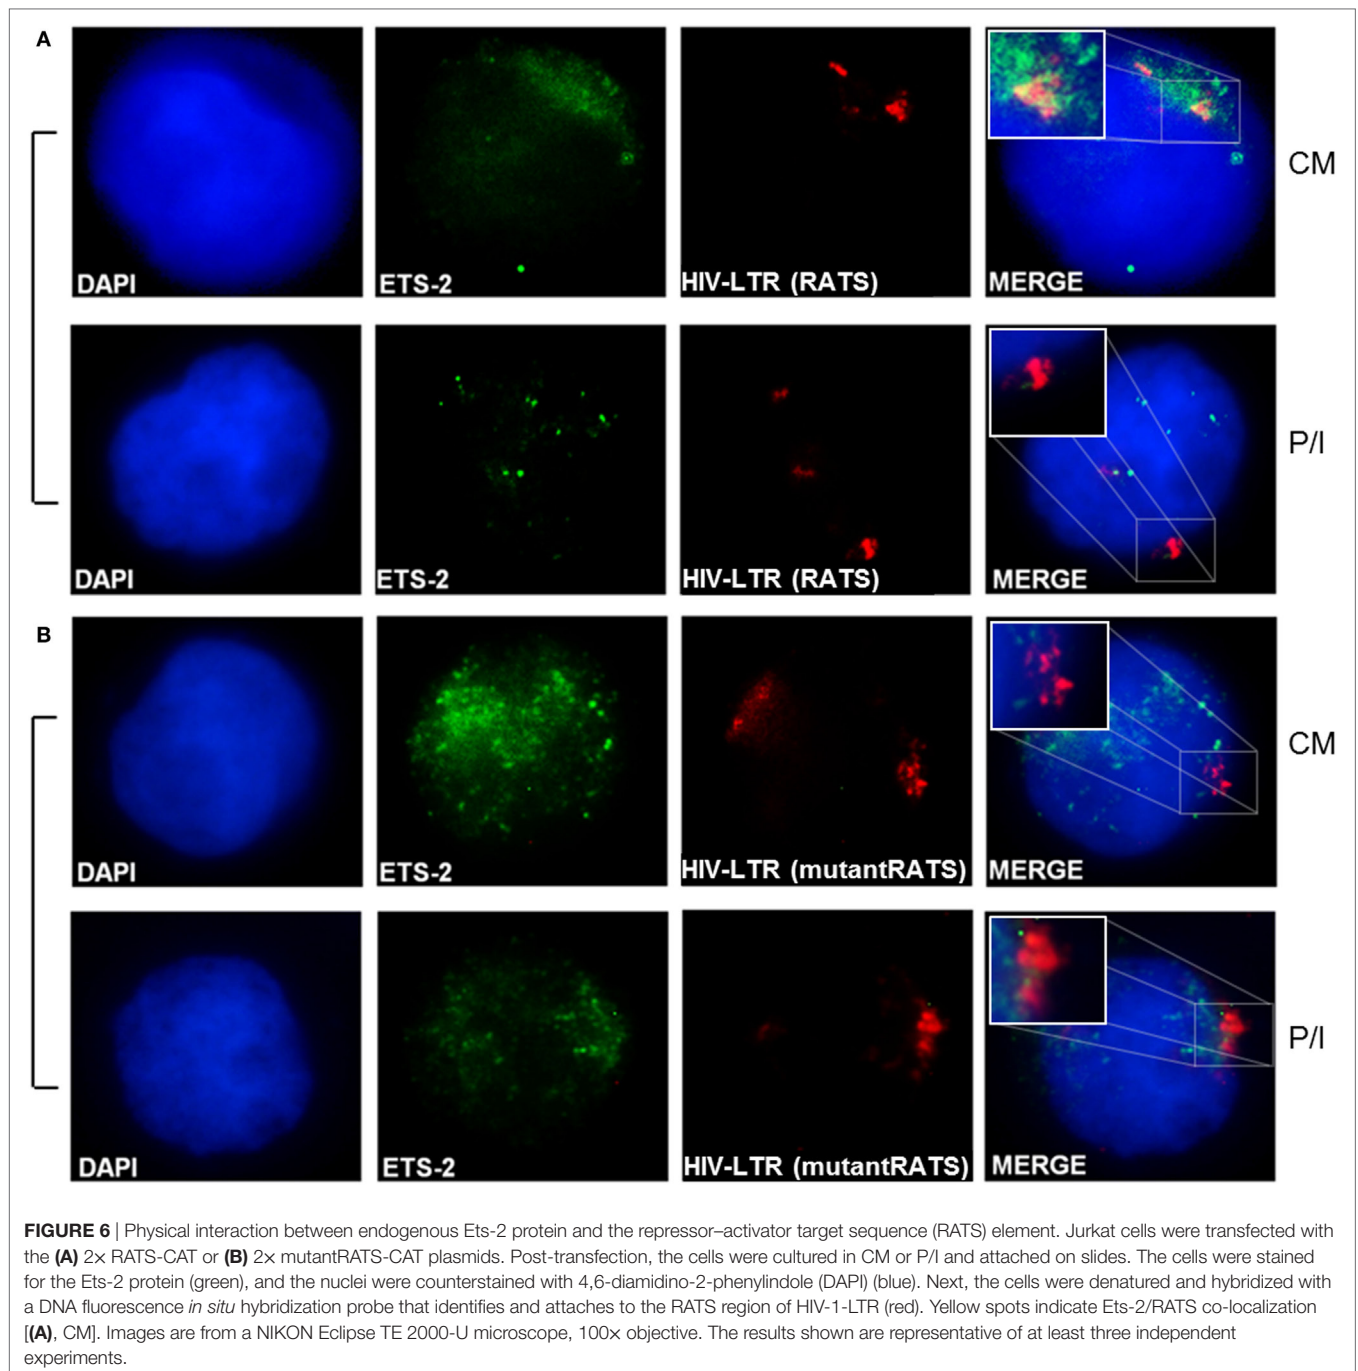 A
DAPI
ETS-2
HIV-LTR (RATS)
MERGE
CM
DAPI
ETS-2
HIV-LTR (RATS)
MERGE
P/I
B
DAPI
ETS-2
HIV-LTR (mutantRATS)
MERGE
CM
DAPI
ETS-2
HIV-LTR (mutantRATS)
MERGE
P/I
FIGURE 6 | Physical interaction between endogenous Ets-2 protein and the repressor–activator target sequence (RATS) element. Jurkat cells were transfected with
the (A) 2× RATS-CAT or (B) 2× mutantRATS-CAT plasmids. Post-transfection, the cells were cultured in CM or P/I and attached on slides. The cells were stained
for the Ets-2 protein (green), and the nuclei were counterstained with 4,6-diamidino-2-phenylindole (DAPI) (blue). Next, the cells were denatured and hybridized with
a DNA fluorescence in situ hybridization probe that identifies and attaches to the RATS region of HIV-1-LTR (red). Yellow spots indicate Ets-2/RATS co-localization
[(A), CM]. Images are from a NIKON Eclipse TE 2000-U microscope, 100× objective. The results shown are representative of at least three independent
experiments.